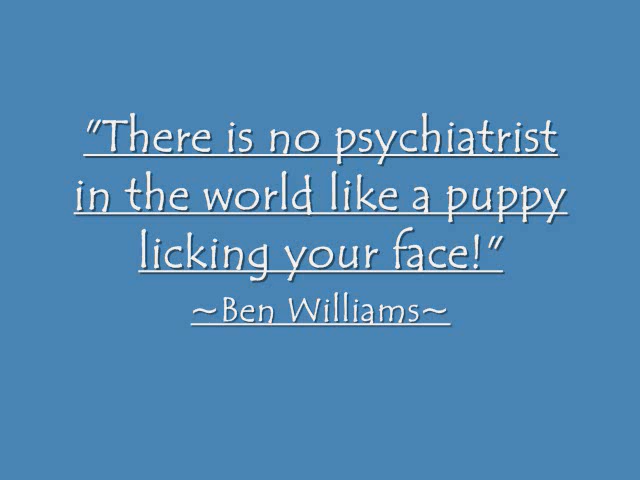 "There is no psychiatrist
in the world like a puppy
licking your face!"
~Ben Williams~